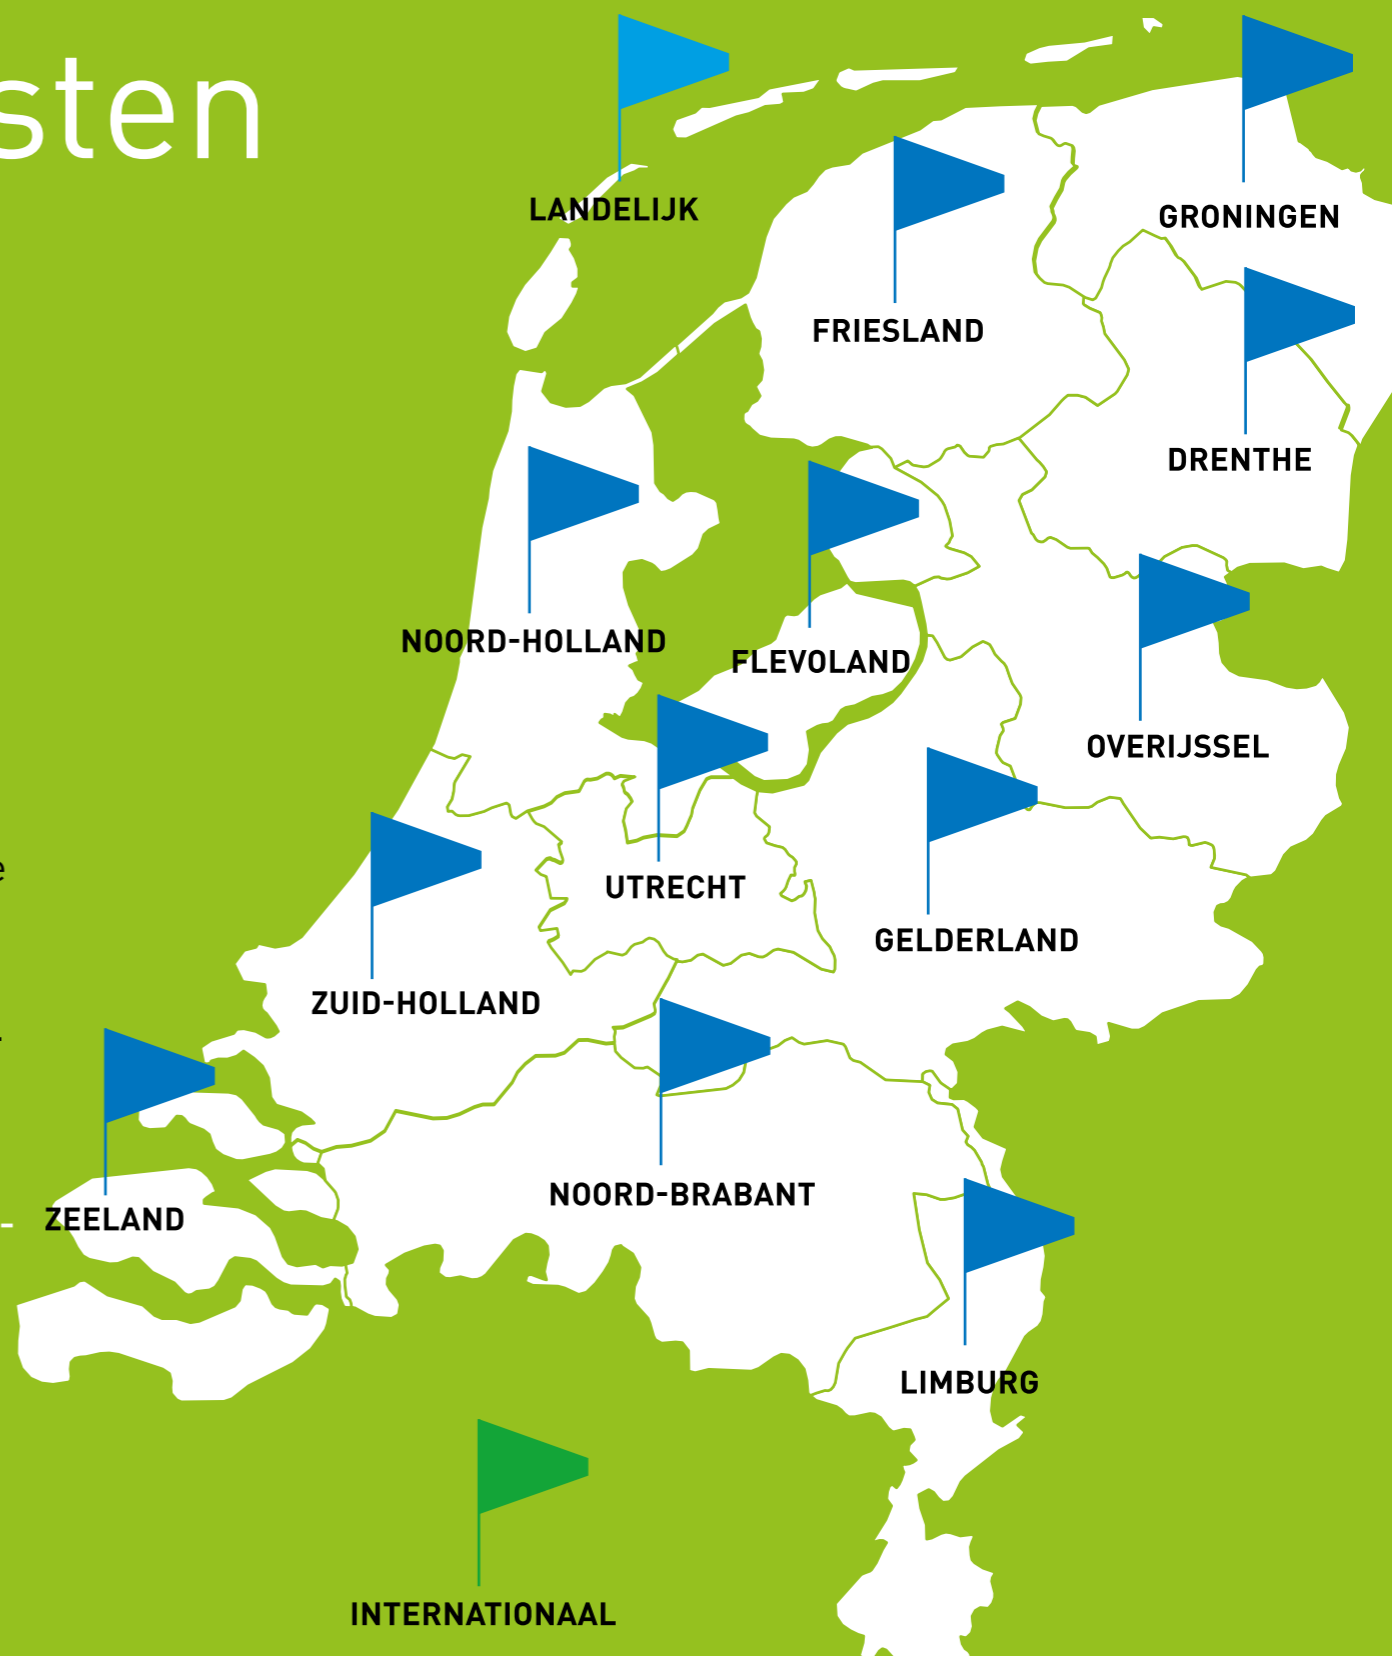 sten
LANDELIJK
GRONINGEN
FRIESLAND
DRENTHE
NOORD-HOLLAND
FLEVOLAND
OVERIJSSEL
e
UTRECHT
GELDERLAND
ZUID-HOLLAND
NOORD-BRABANT
-
ZEELAND
LIMBURG
INTERNATIONAAL